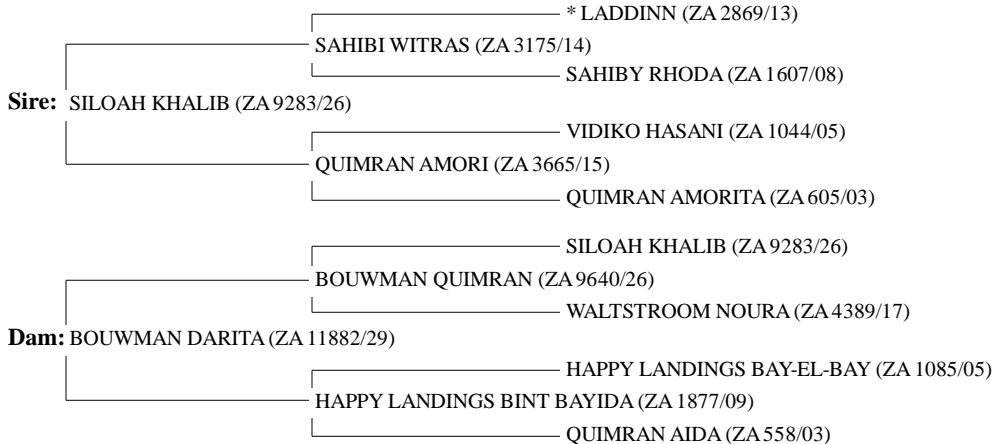 * LADDINN (ZA 2869/13)
SAHIBI WITRAS (ZA 3175/14)
SAHIBY RHODA (ZA 1607/08)
Sire: SILOAH KHALIB (ZA 9283/26)
VIDIKO HASANI (ZA 1044/05)
QUIMRAN AMORI (ZA 3665/15)
QUIMRAN AMORITA (ZA 605/03)
SILOAH KHALIB (ZA 9283/26)
BOUWMAN QUIMRAN (ZA 9640/26)
WALTSTROOM NOURA (ZA 4389/17)
Dam: BOUWMAN DARITA (ZA 11882/29)
HAPPY LANDINGS BAY-EL-BAY (ZA 1085/05)
HAPPY LANDINGS BINT BAYIDA (ZA 1877/09)
QUIMRAN AIDA (ZA 558/03)